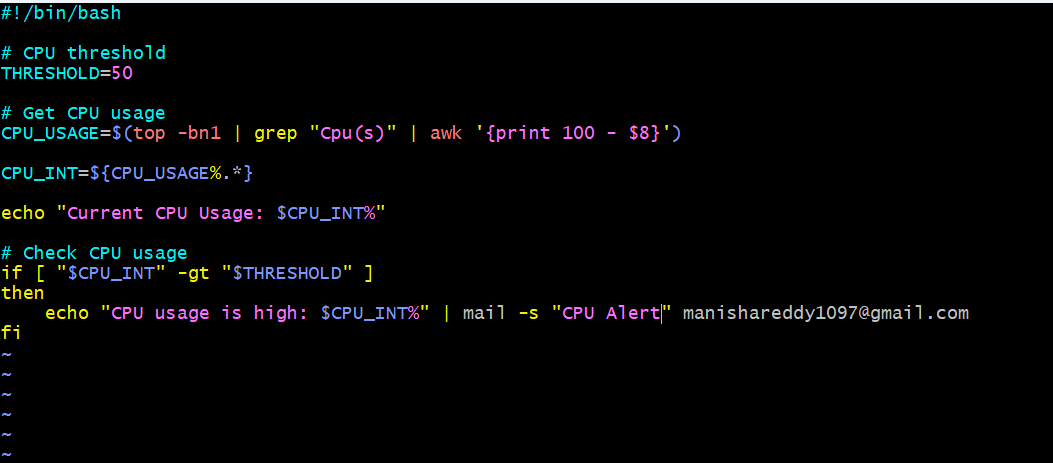 #!/bin/bash
# CPU threshold
THRESHOLD=50
# Get CPU usage
CPU_USAGE=$(top -bn1 | grep "Cpu(s)" | awk '{print 100 - $8}')
CPU_INT=${CPU_USAGE%.*}
echo "Current CPU Usage: $CPU_INT%"
# Check CPU usage
if [ "$CPU_INT" -gt "$THRESHOLD" ]
then
    echo "CPU usage is high: $CPU_INT%" | mail -s "CPU Alert" manishareddy1097@gmail.com
fi
~
~
~
~
~
~